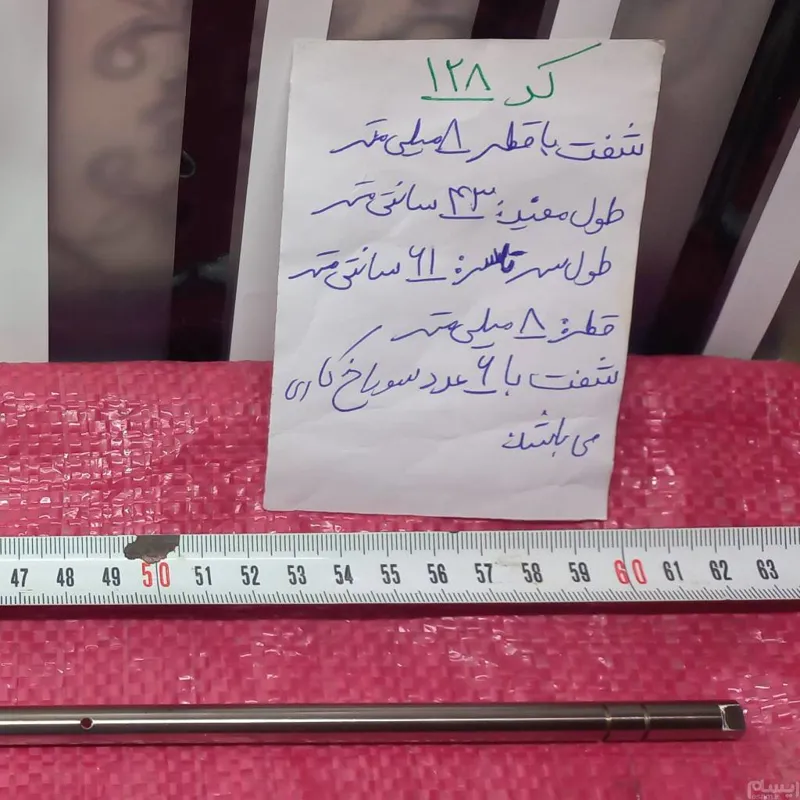 کد ۱۲۸
شفت با قطر ۸ میلی متر
طول مفید: ۴۳ سانتی متر
طول سر تا سر: ۶۱ سانتی متر
قطر: ۸ میلی متر
شفت با ۶ عدد سوراخ کاری
می باشد
47 48 49 50 51 52 53 54 55 56 57 58 59 60 61 62 63
ایسام